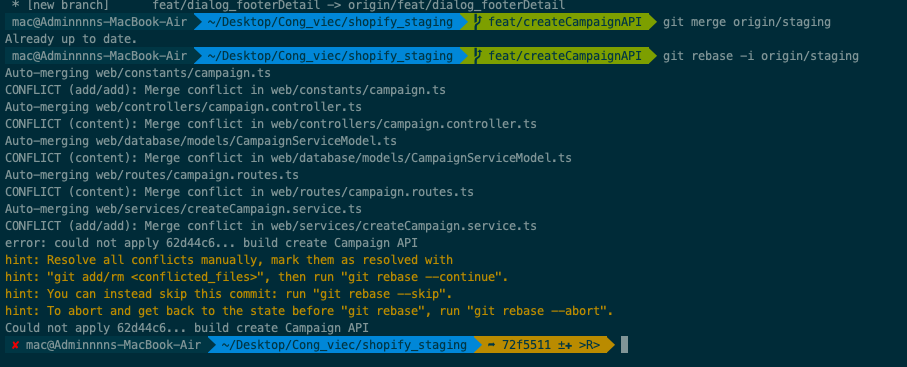 * [new branch]      feat/dialog_footerDetail -> origin/feat/dialog_footerDetail
mac@Adminnnns-MacBook-Air ~/Desktop/Cong_viec/shopify_staging feat/createCampaignAPI git merge origin/staging
Already up to date.
mac@Adminnnns-MacBook-Air ~/Desktop/Cong_viec/shopify_staging feat/createCampaignAPI git rebase -i origin/staging
Auto-merging web/constants/campaign.ts
CONFLICT (add/add): Merge conflict in web/constants/campaign.ts
Auto-merging web/controllers/campaign.controller.ts
CONFLICT (content): Merge conflict in web/controllers/campaign.controller.ts
Auto-merging web/database/models/CampaignServiceModel.ts
CONFLICT (content): Merge conflict in web/database/models/CampaignServiceModel.ts
Auto-merging web/routes/campaign.routes.ts
CONFLICT (content): Merge conflict in web/routes/campaign.routes.ts
Auto-merging web/services/createCampaign.service.ts
CONFLICT (add/add): Merge conflict in web/services/createCampaign.service.ts
error: could not apply 62d44c6... build create Campaign API
hint: Resolve all conflicts manually, mark them as resolved with
hint: "git add/rm <conflicted_files>", then run "git rebase --continue".
hint: You can instead skip this commit: run "git rebase --skip".
hint: To abort and get back to the state before "git rebase", run "git rebase --abort".
Could not apply 62d44c6... build create Campaign API
✘ mac@Adminnnns-MacBook-Air ~/Desktop/Cong_viec/shopify_staging ➦ 72f5511 ±✚ >R>